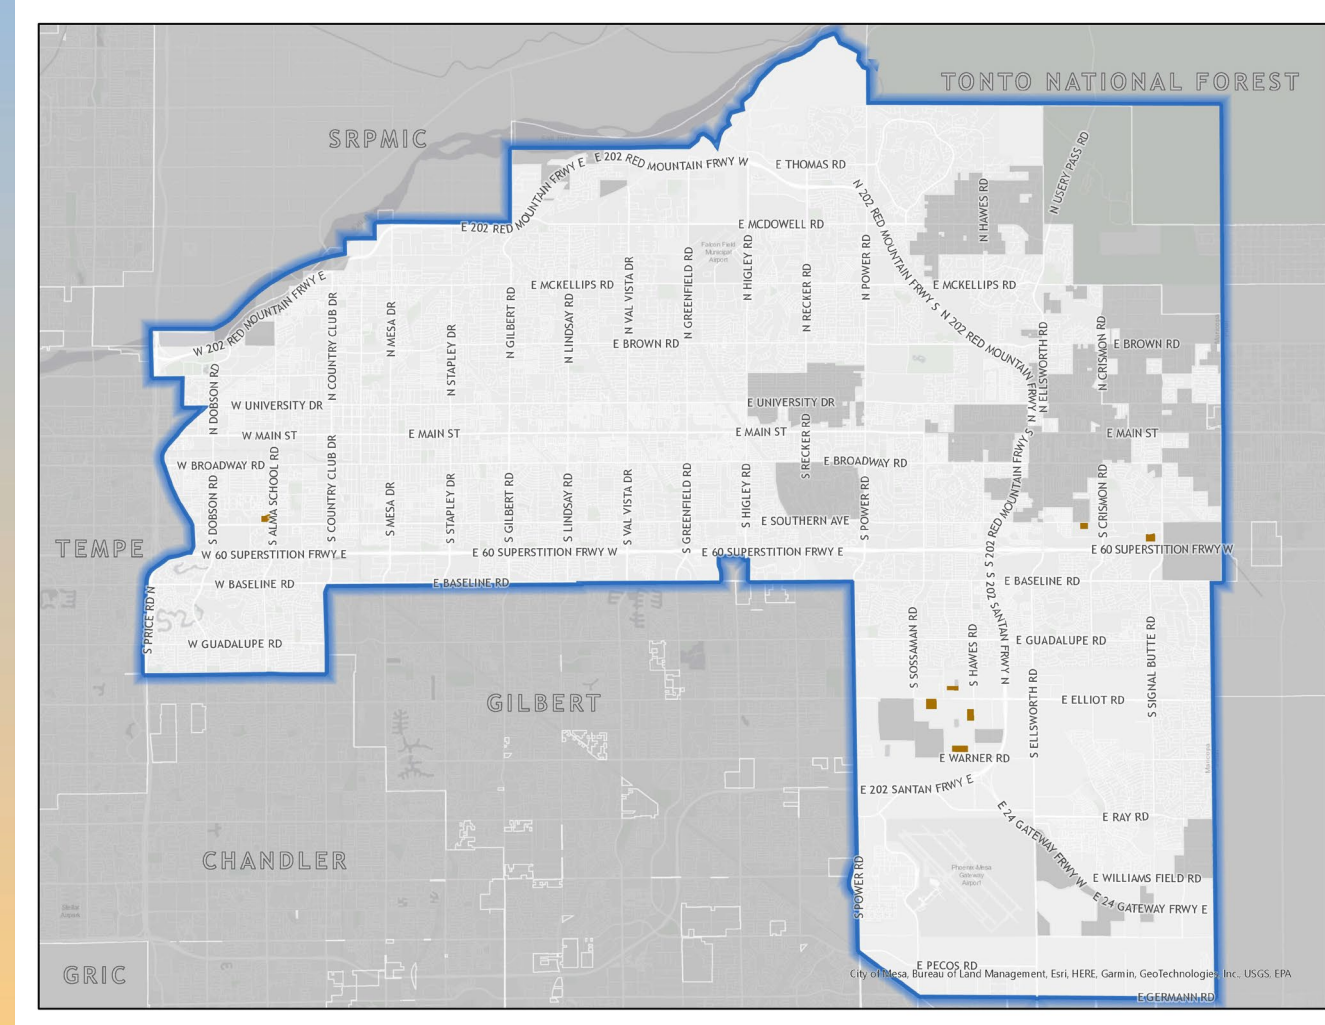 TONTO NATIONAL FOREST
SRPMIC
E 202 RED MOUNTAIN FRWY E
E 202 RED MOUNTAIN FRWY W
E THOMAS RD
N USERY PASS RD
N HAWES RD
N 202 RED MOUNTAIN FRWY S
E MCDOWELL RD
Falcon Field
Municipal
Airport
N HIGLEY RD
N POWER RD
N GREENFIELD RD
N VAL VISTA DR
N RECKER RD
W 202 RED MOUNTAIN FRWY E
E MCKELLIPS RD
E MCKELLIPS RD
N COUNTRY CLUB DR
N MESA DR
N STAPLEY DR
N GILBERT RD
N LINDSAY RD
N 202 RED MOUNTAIN FRWY N
E BROWN RD
E BROWN RD
N ELLSWORTH RD
N CRISMON RD
N DOBSON RD
W UNIVERSITY DR
E UNIVERSITY DR
W MAIN ST
E MAIN ST
E MAIN ST
E MAIN ST
S RECKER RD
W BROADWAY RD
E BROADWAY RD
S DOBSON RD
S ALMA SCHOOL RD
S COUNTRY CLUB DR
S MESA DR
S STAPLEY DR
S GILBERT RD
S LINDSAY RD
S VAL VISTA DR
S GREENFIELD RD
S HIGLEY RD
S POWER RD
S 202 RED MOUNTAIN FRWY S
S CRISMON RD
E SOUTHERN AVE
TEMPE
W 60 SUPERSTITION FRWY E
E 60 SUPERSTITION FRWY W
E 60 SUPERSTITION FRWY E
E 60 SUPERSTITION FRWY W
W BASELINE RD
E BASELINE RD
E BASELINE RD
S PRICE RD N
S 202 SANTAN FRWY N
W GUADALUPE RD
E GUADALUPE RD
S SOSSAMAN RD
S HAWES RD
S SIGNAL BUTTE RD
GILBERT
S ELLSWORTH RD
E ELLIOT RD
E WARNER RD
E 202 SANTAN FRWY E
E 24 GATEWAY FRWY W
E RAY RD
CHANDLER
Phoenix-Mesa
Gateway
Airport
S POWER RD
E WILLIAMS FIELD RD
E 24 GATEWAY FRWY E
GRIC
E PECOS RD
City of Mesa, Bureau of Land Management, Esri, HERE, Garmin, GeoTechnologies, Inc., USGS, EPA
E GERMANN RD